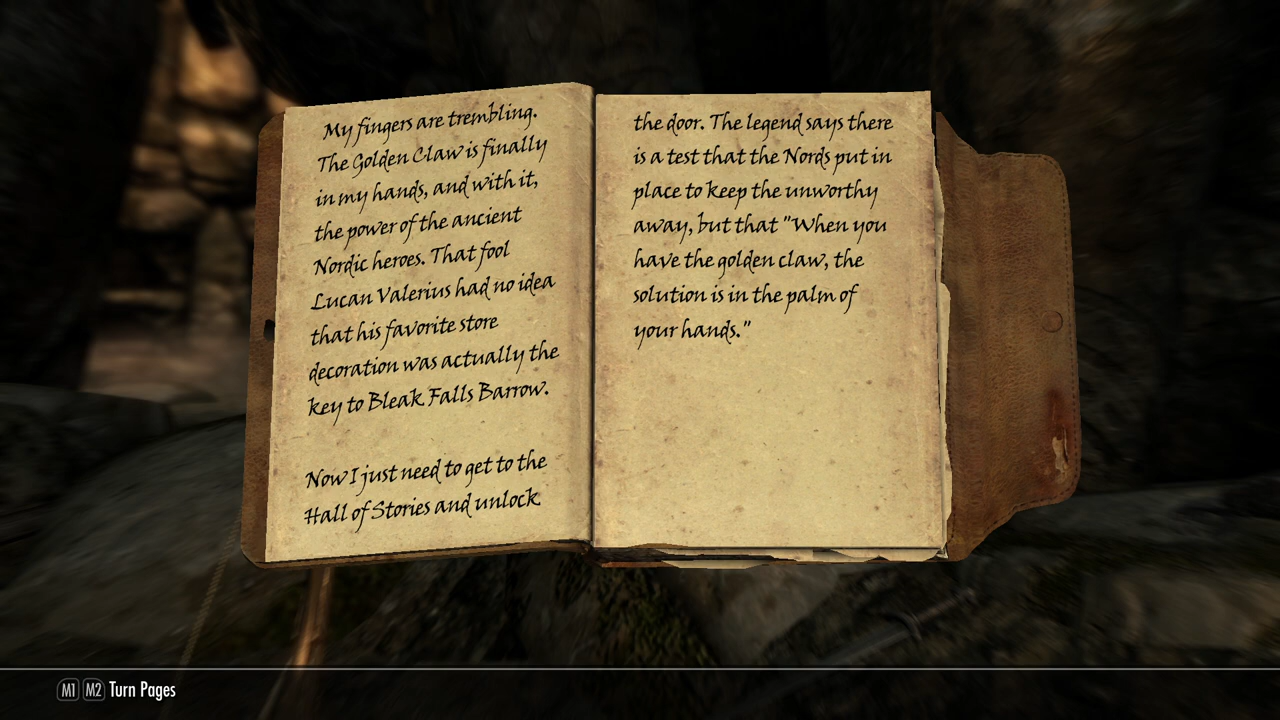 My fingers are trembling.
The Golden Claw is finally
in my hands, and with it,
the power of the ancient
Nordic heroes. That fool
Lucan Valerius had no idea
that his favorite store
decoration was actually the
key to Bleak Falls Barrow.
Now I just need to get to the
Hall of Stories and unlock
the door. The legend says there
is a test that the Nords put in
place to keep the unworthy
away, but that "When you
have the golden claw, the
solution is in the palm of
your hands."
M1 M2 Turn Pages